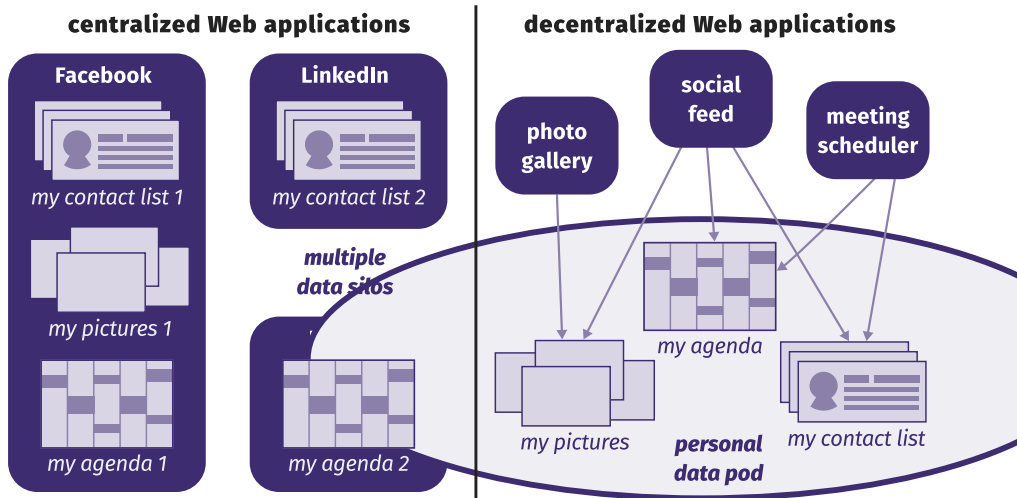 centralized Web applications
Facebook
my contact list 1
my pictures 1
my agenda 1
LinkedIn
my contact list 2
multiple
data silos
my agenda 2
decentralized Web applications
photo
gallery
social
feed
meeting
scheduler
my agenda
my pictures
my contact list
personal
data pod